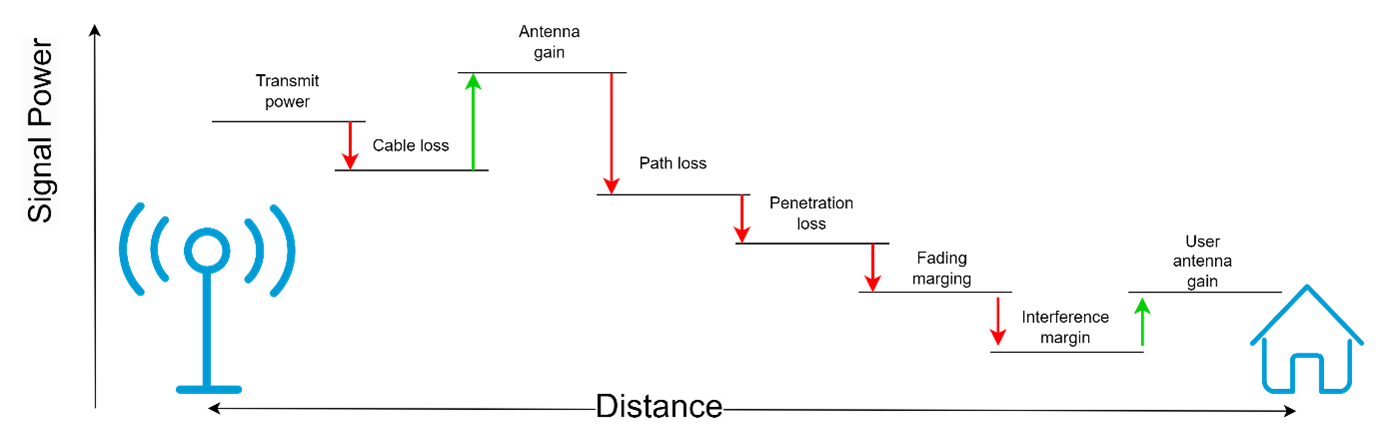 Signal Power
Transmit
power
Cable loss
Antenna
gain
Path loss
Penetration
loss
Fading
marging
Interference
margin
User
antenna
gain
Distance